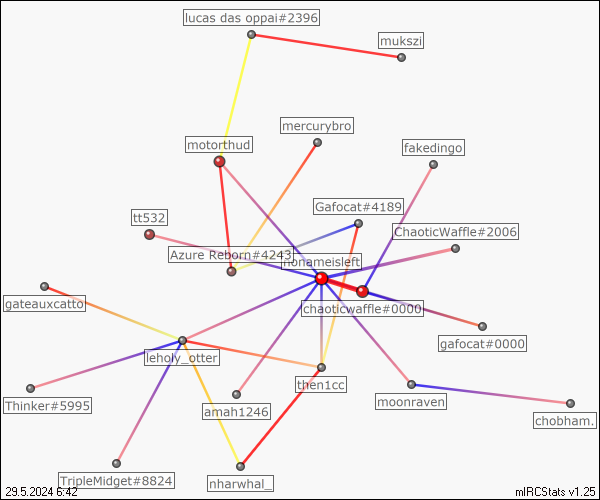 lucas das oppai#2396
mukszi
mercurybro
motorthud
fakedingo
Gafocat#4189
tt532
ChaoticWaffle#2006
Azure Reborn#4243
nonameisleft
gateauxcatto
chaoticwaffle#0000
gafocat#0000
leholy_otter
then1cc
Thinker#5995
amah1246
moonraven
chobham.
TripleMidget#8824
nharwhal_
29.5.2024 6:42
mIRCStats v1.25